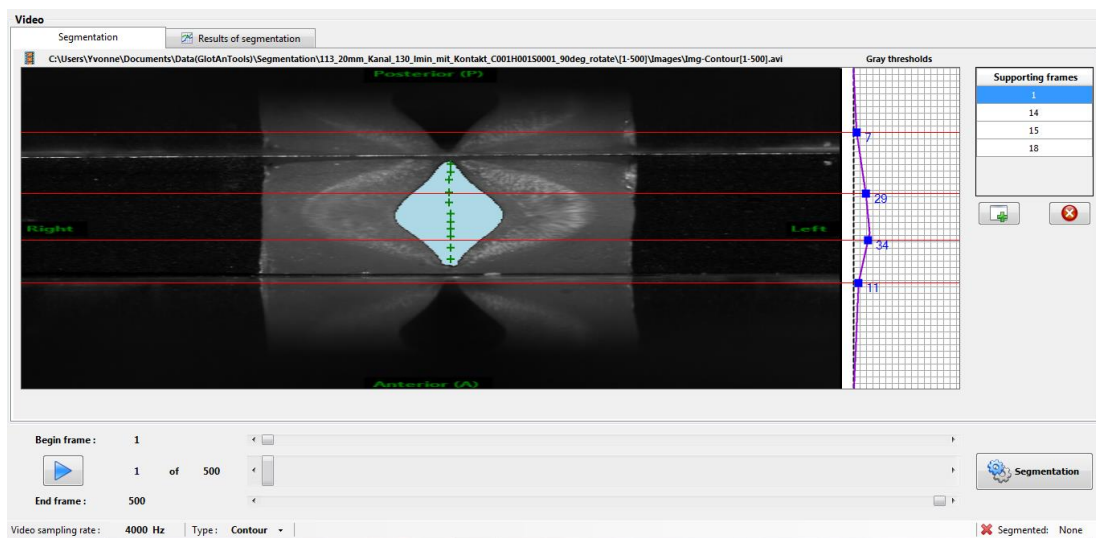 Video
Segmentation
Results of segmentation
C:\Users\Yvonne\Documents\Data(GlotAnTools)\Segmentation\113_20mm_Kanal_130_lmin_mit_Kontakt_C001H001S0001_90deg_rotate\[1-500]\Images\Img-Contour[1-500].avi
Gray thresholds
Supporting frames
1
14
15
18
Posterior (P)
7
29
Right
Left
34
11
Anterior (A)
Begin frame : 1
1 of 500
Segmentation
End frame : 500
Video sampling rate : 4000 Hz Type : Contour Segmented: None